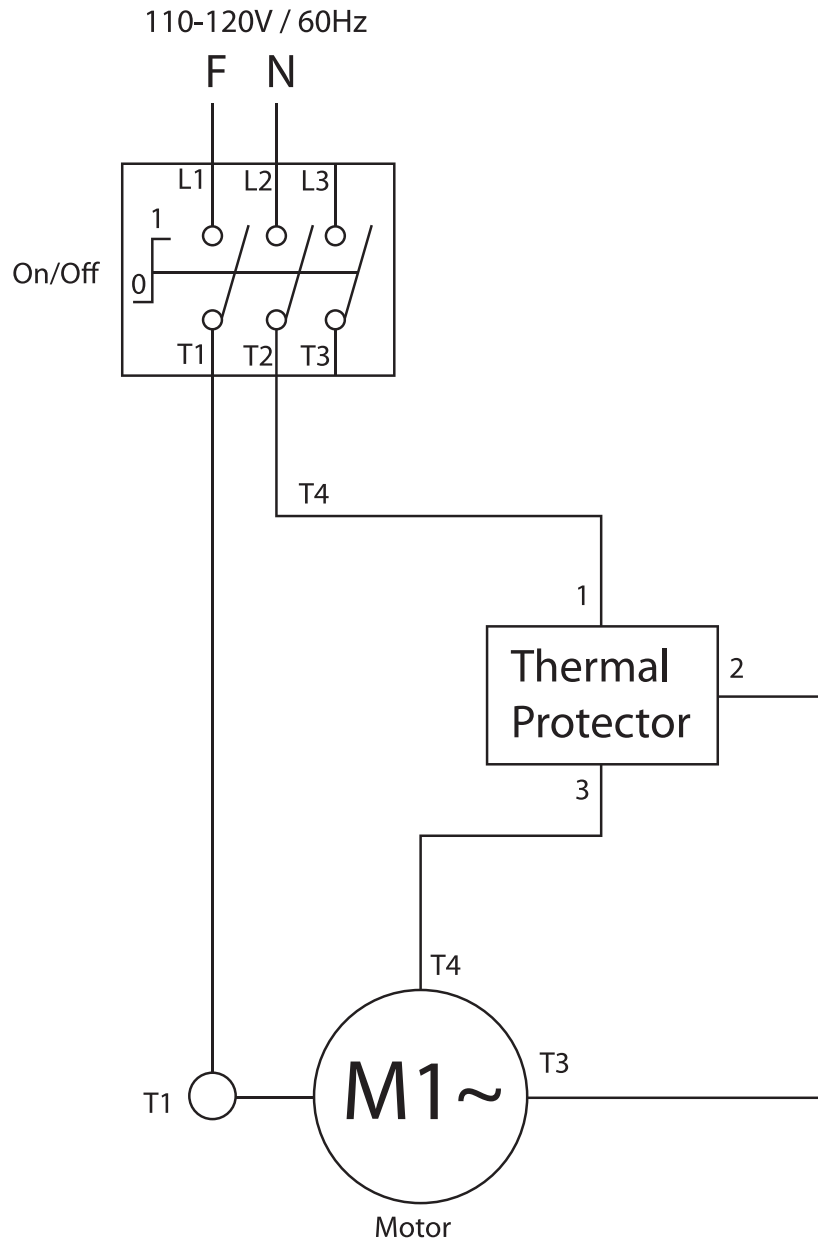 110-120V / 60Hz
F N
L1 L2 L3
1
On/Off
0
T1 T2 T3
T4
1
Thermal
2
Protector
3
T4
T3
M1~
T1
Motor